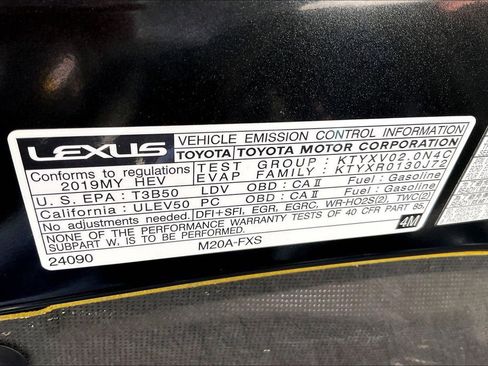 LEXUS VEHICLE EMISSION CONTROL INFORMATION
TOYOTA TOYOTA MOTOR CORPORATION
Conforms to regulations TEST GROUP : KTYXV02.0N4C
2019MY HEV EVAP FAMILY : KTYXR0130J72
U. S. EPA : T3B50 LDV OBD : CA II Fuel : Gasoline
California : ULEV50 PC OBD : CA II Fuel : Gasoline
No adjustments needed. DFI+SFI, EGR, EGRC, WR-HO2S(2), TWC(2)
NONE OF THE PERFORMANCE WARRANTY TESTS OF 40 CFR PART 85,
SUBPART W, IS TO BE PERFORMED ON THIS VEHICLE. 4M
24090 M20A-FXS